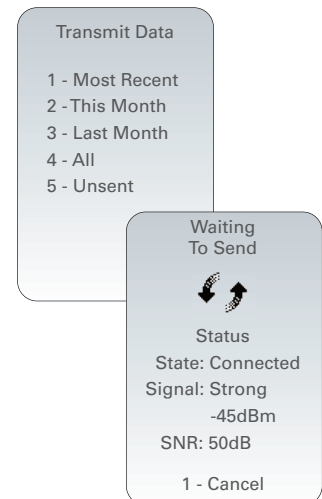 Transmit Data
1 - Most Recent
2 - This Month
3 - Last Month
4 - All
5 - Unsent
Waiting
To Send
Status
State: Connected
Signal: Strong
-45dBm
SNR: 50dB
1 - Cancel